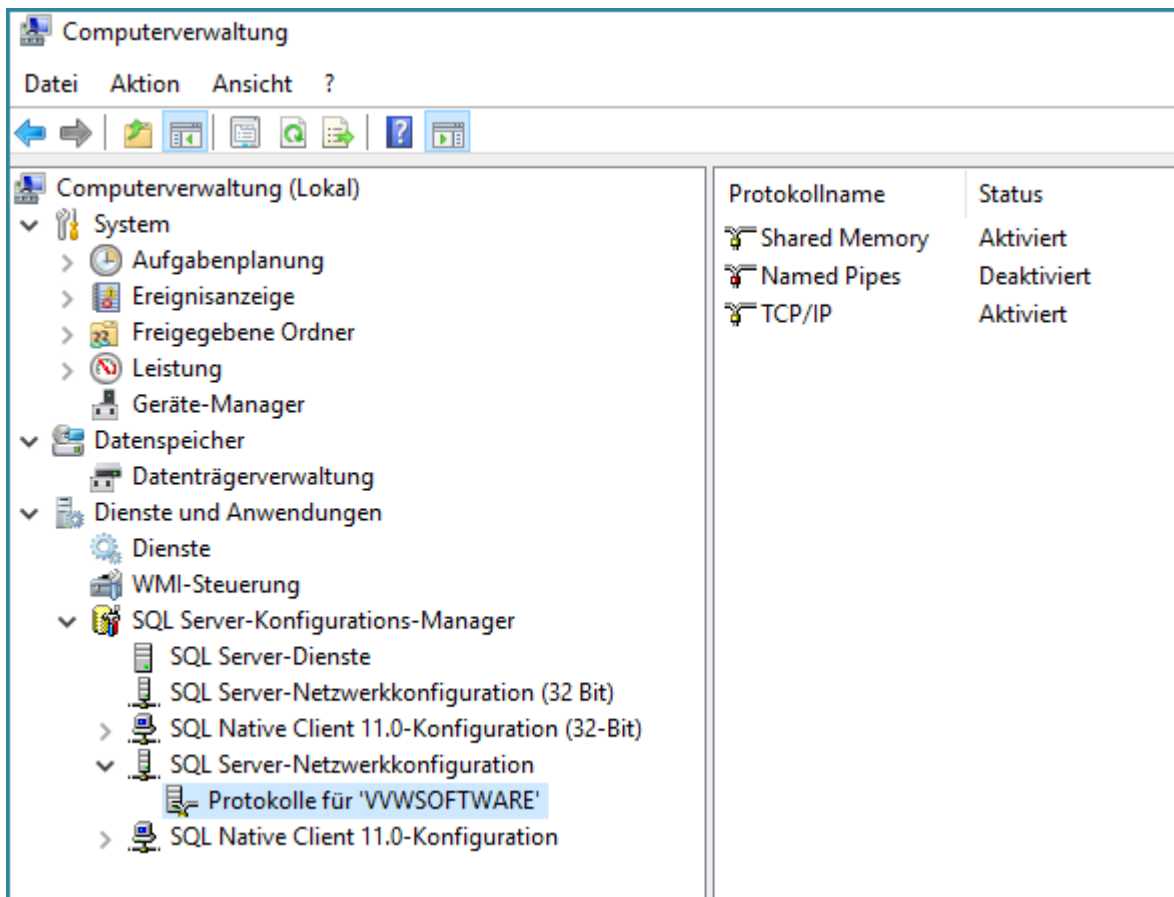 Computerverwaltung
Datei Aktion Ansicht ?
Computerverwaltung (Lokal)
System
Aufgabenplanung
Ereignisanzeige
Freigegebene Ordner
Leistung
Geräte-Manager
Datenspeicher
Datenträgerverwaltung
Dienste und Anwendungen
Dienste
WMI-Steuerung
SQL Server-Konfigurations-Manager
SQL Server-Dienste
SQL Server-Netzwerkkonfiguration (32 Bit)
SQL Native Client 11.0-Konfiguration (32-Bit)
SQL Server-Netzwerkkonfiguration
Protokolle für 'VVWSOFTWARE'
SQL Native Client 11.0-Konfiguration
Protokollname Status
Shared Memory Aktiviert
Named Pipes Deaktiviert
TCP/IP Aktiviert